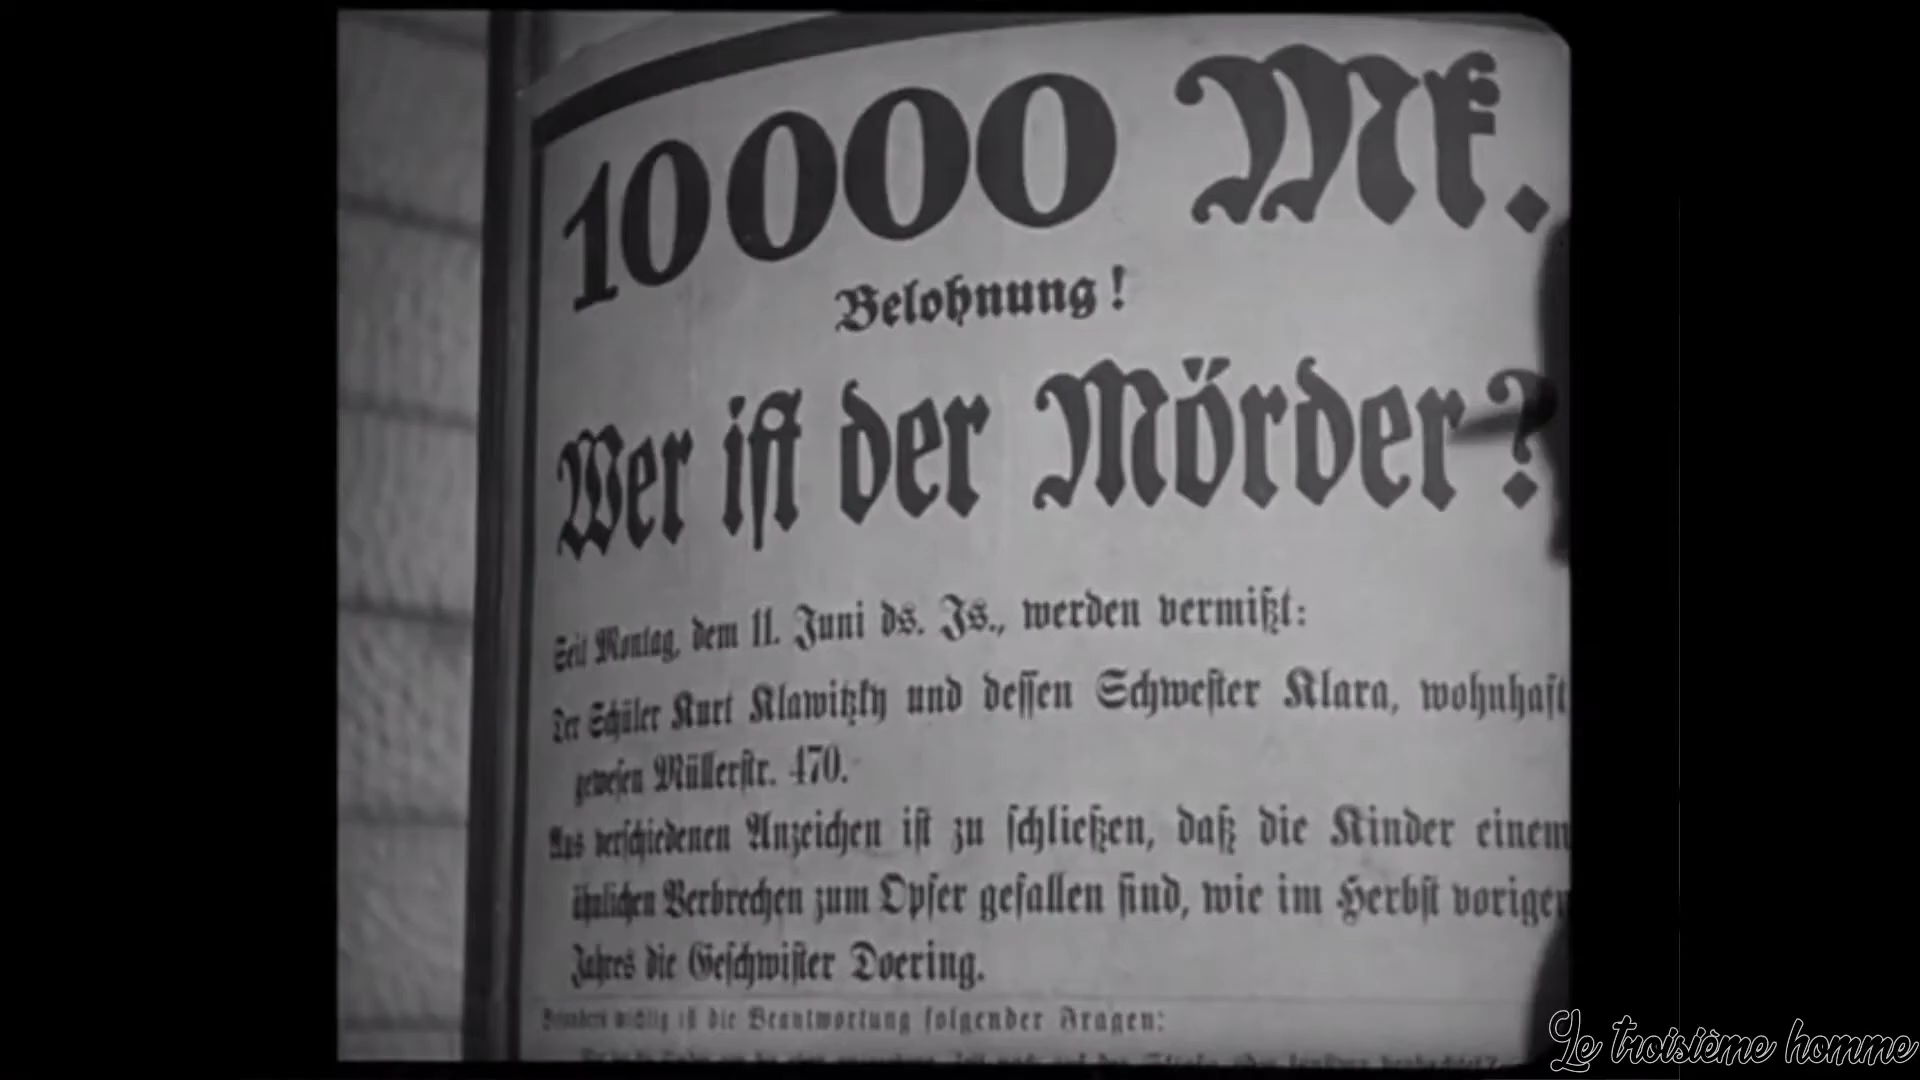 10000 Mk.
Belohnung!
Wer ist der Mörder?
Seit Montag, dem 11. Juni ds. Js., werden vermißt:
Der Schüler Kurt Klawitzky und dessen Schwester Klara, wohnhaft
gewesen Müllerstr. 470.
Aus verschiedenen Anzeichen ist zu schließen, daß die Kinder einem
ähnlichen Verbrechen zum Opfer gefallen sind, wie im Herbst vorigen
Jahres die Geschwister Doering.
Besonders wichtig ist die Beantwortung folgender Fragen:
Le troisième homme